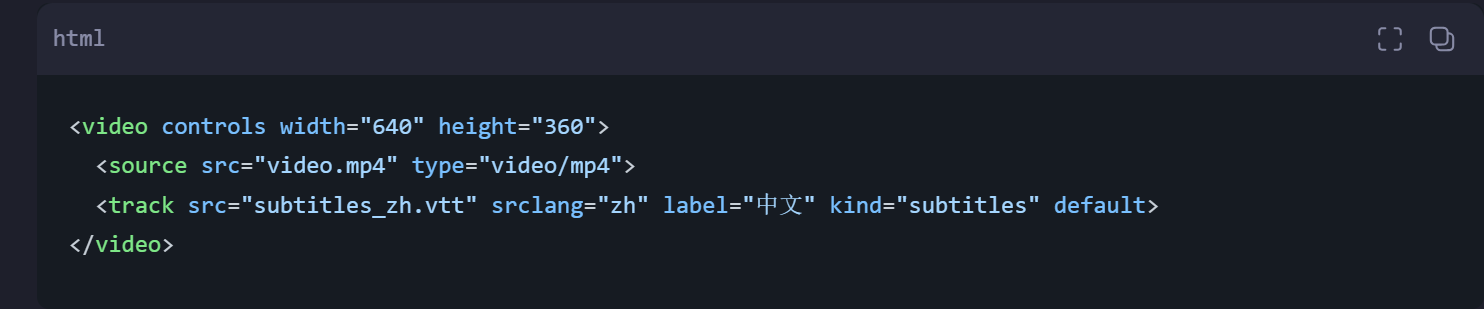 html
<video controls width="640" height="360">
  <source src="video.mp4" type="video/mp4">
  <track src="subtitles_zh.vtt" srclang="zh" label="中文" kind="subtitles" default>
</video>